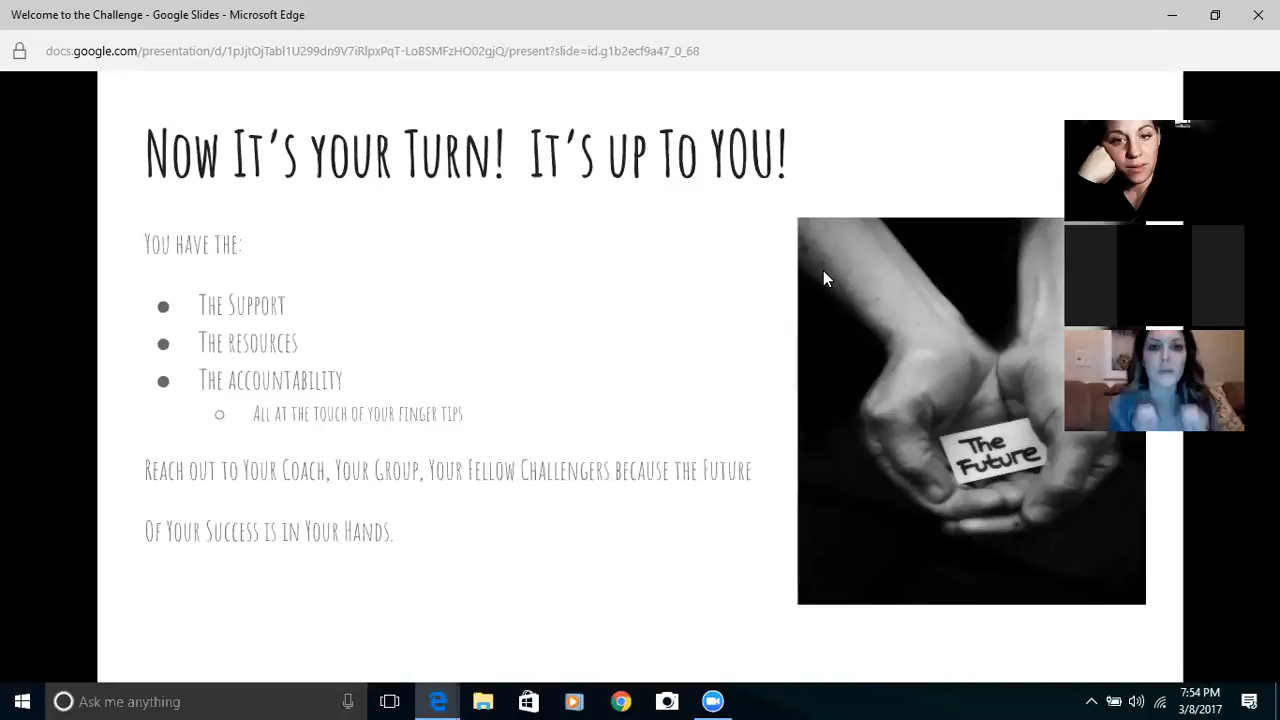 Welcome to the Challenge - Google Slides - Microsoft Edge
docs.google.com/presentation/d/1pJjtOjTabl1U299dn9V7iRlpxPqT-LoBSMFzHO02gjQ/present?slide=id.g1b2ecf9a47_0_68
Now It's your Turn! It's up To YOU!
You have the:
The Support
The resources
The accountability
All at the touch of your finger tips
Reach out to Your Coach, Your Group, Your Fellow Challengers because the Future
Of Your Success is in Your Hands.
The
Future
Ask me anything
7:54 PM
3/8/2017